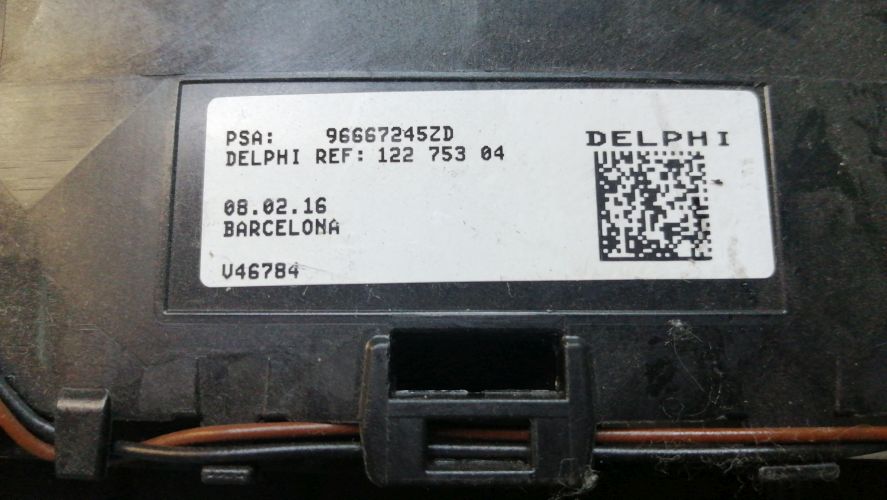 PSA: 96667245ZD
DELPHI REF: 122 753 04
DELPHI
08.02.16
BARCELONA
V46784